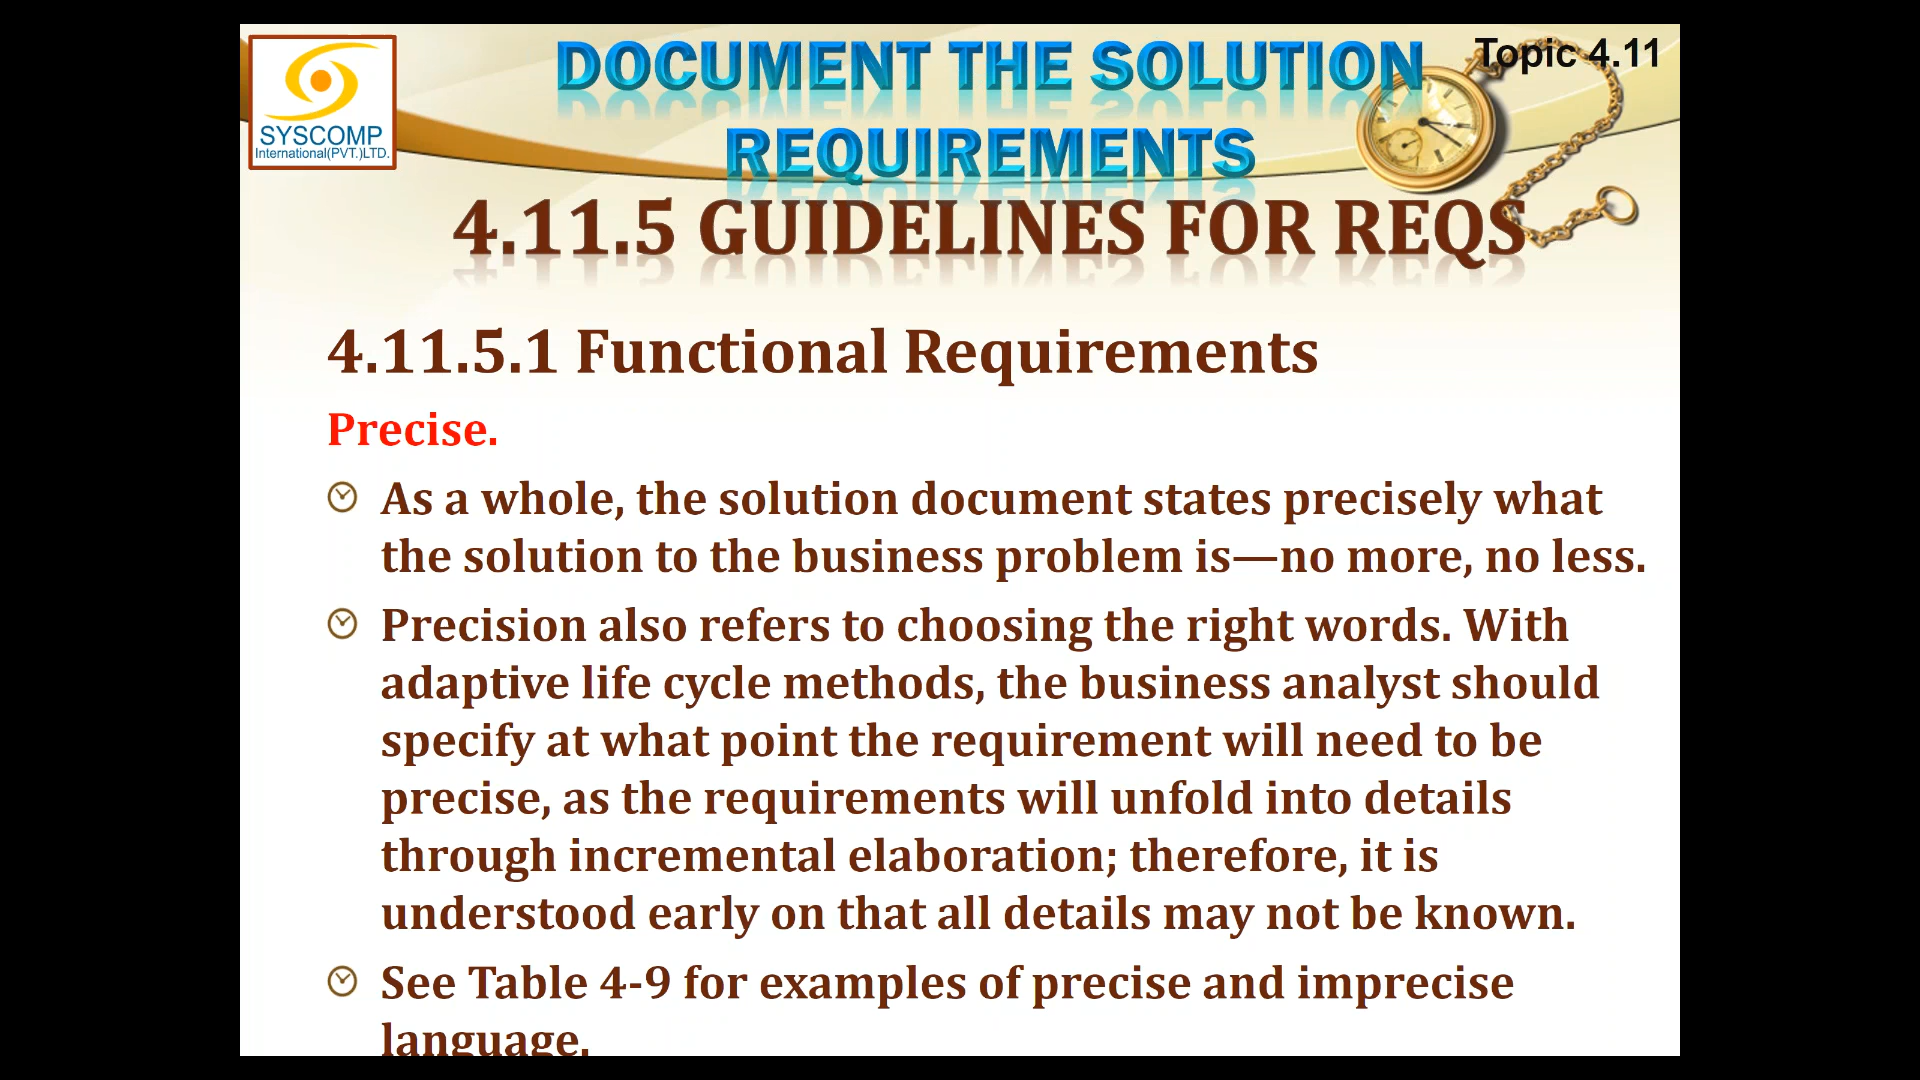 SYSCOMP
International(PVT.)LTD.
DOCUMENT THE SOLUTION
REQUIREMENTS
Topic 4.11
4.11.5 GUIDELINES FOR REQS
4.11.5.1 Functional Requirements
Precise.
As a whole, the solution document states precisely what
the solution to the business problem is—no more, no less.
Precision also refers to choosing the right words. With
adaptive life cycle methods, the business analyst should
specify at what point the requirement will need to be
precise, as the requirements will unfold into details
through incremental elaboration; therefore, it is
understood early on that all details may not be known.
See Table 4-9 for examples of precise and imprecise
language.